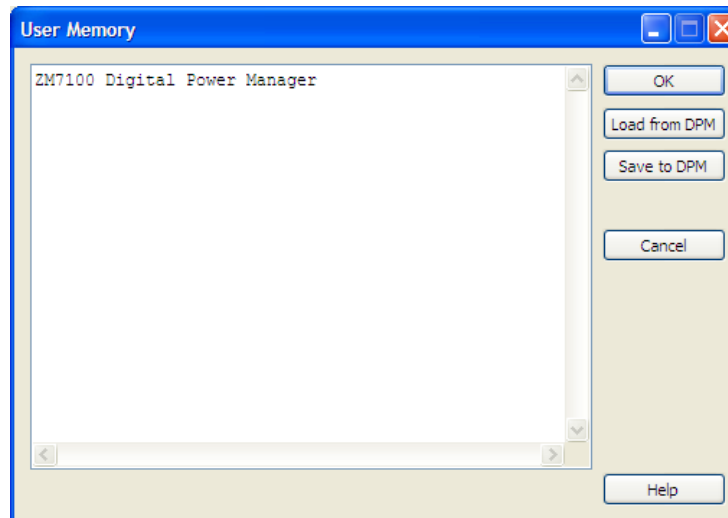 User Memory
ZM7100 Digital Power Manager
OK
Load from DPM
Save to DPM
Cancel
Help